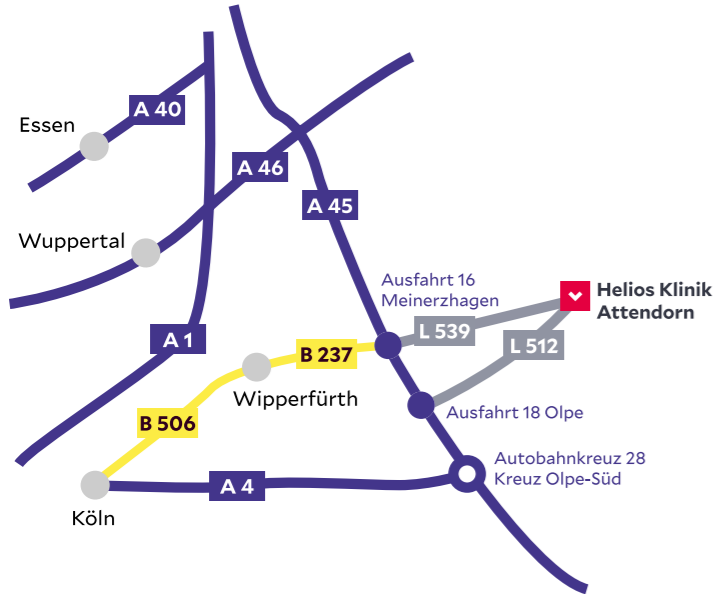 A 40
Essen
A 46
A 45
Wuppertal
Ausfahrt 16
Meinerzhagen
Helios Klinik
Attendorn
L 539
A 1
L 512
B 237
Wipperfürth
Ausfahrt 18 Olpe
B 506
Autobahnkreuz 28
Kreuz Olpe-Süd
A 4
Köln